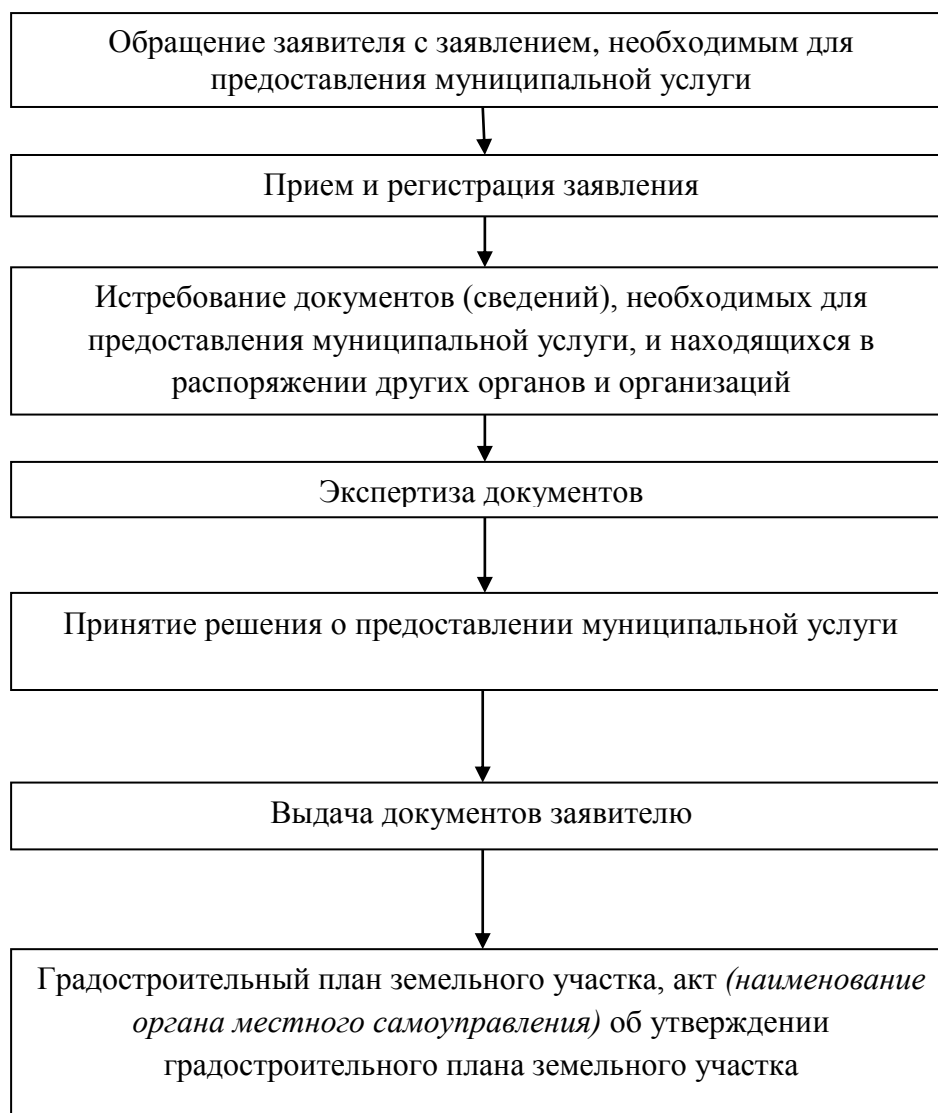 Обращение заявителя с заявлением, необходимым для
предоставления муниципальной услуги
Прием и регистрация заявления
Истребование документов (сведений), необходимых для
предоставления муниципальной услуги, и находящихся в
распоряжении других органов и организаций
Экспертиза документов
Принятие решения о предоставлении муниципальной услуги
Выдача документов заявителю
Градостроительный план земельного участка, акт (наименование
органа местного самоуправления) об утверждении
градостроительного плана земельного участка